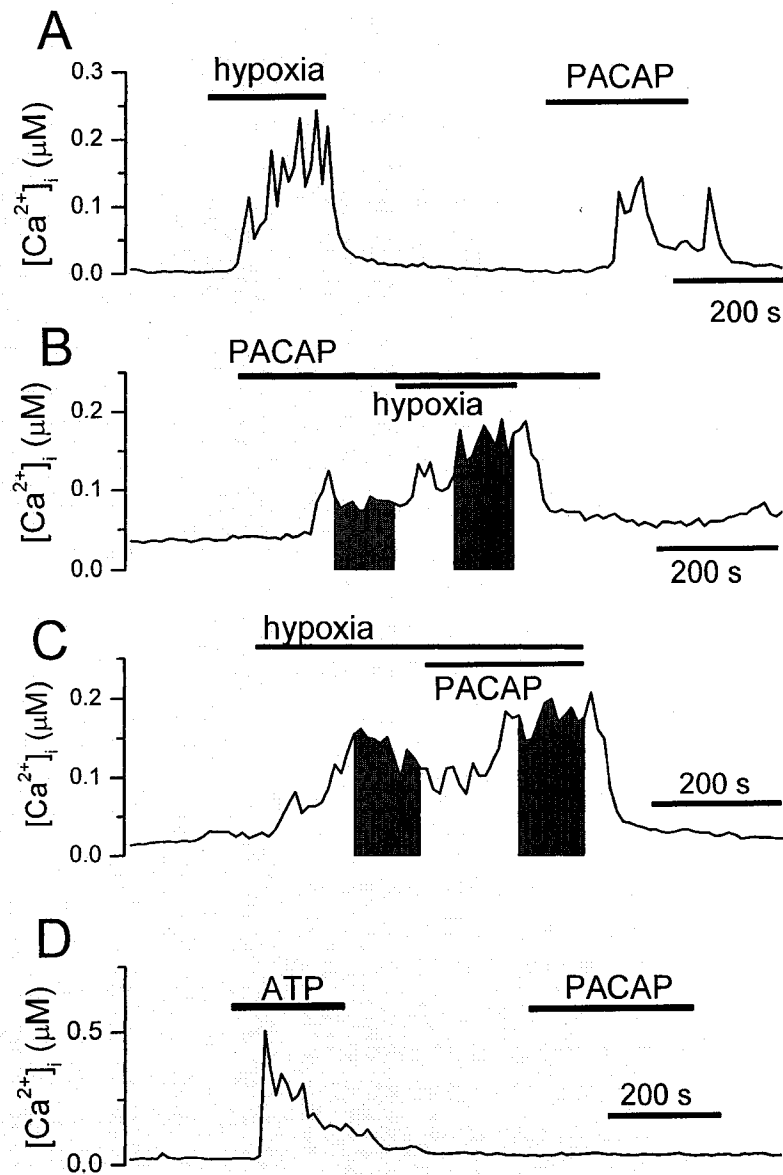 A
hypoxia
PACAP
0.3
0.2
0.1
0.0
[Ca2+]i (μM)
200 s
B
PACAP
hypoxia
0.2
0.1
0.0
[Ca2+]i (μM)
200 s
C
hypoxia
PACAP
0.2
0.1
0.0
[Ca2+]i (μM)
200 s
D
ATP
PACAP
0.5
0.0
[Ca2+]i (μM)
200 s